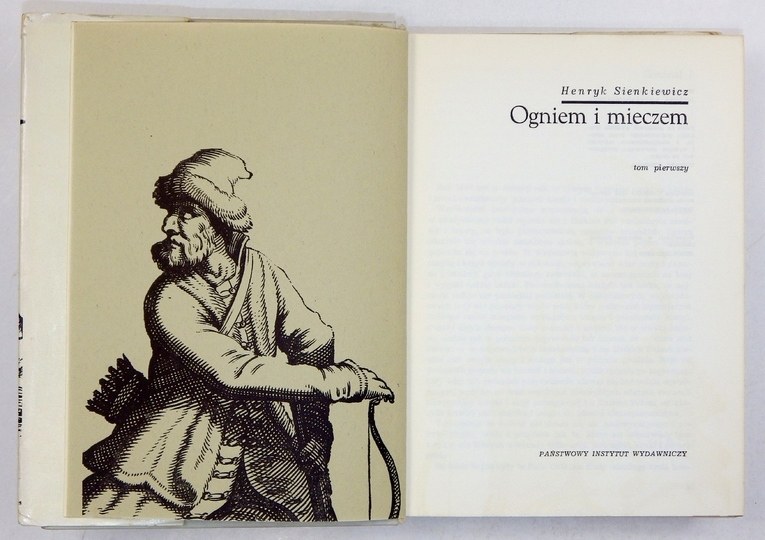 Henryk Sienkiewicz
Ogniem i mieczem
tom pierwszy
PAŃSTWOWY INSTYTUT WYDAWNICZY